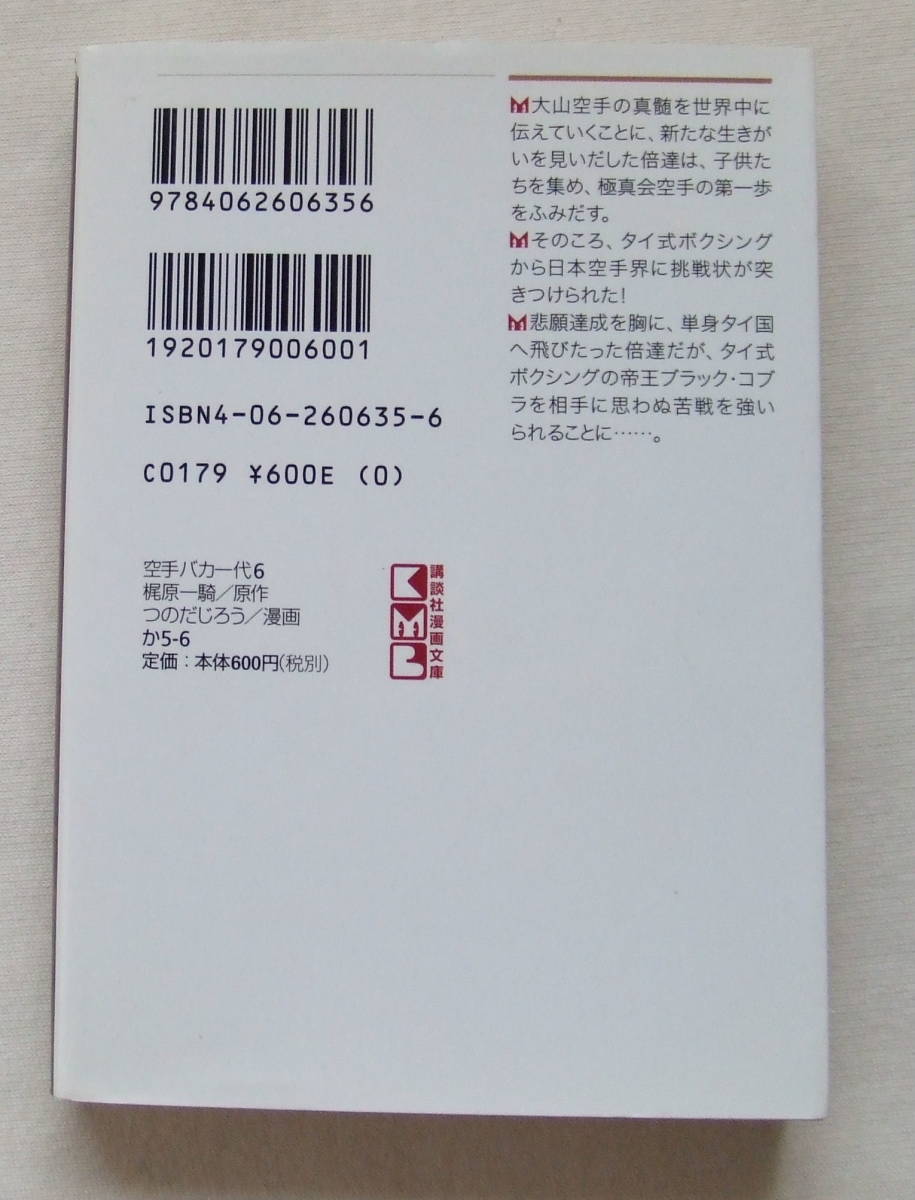 9784062606356
1920179006001
ISBN4-06-260635-6
C0179 ¥600E (0)
大山空手の真髄を世界中に
伝えていくことに、新たな生きが
いを見いだした倍達は、子供た
ちを集め、極真会空手の第一歩
をふみだす。
そのころ、タイ式ボクシング
から日本空手界に挑戦状が突
きつけられた!
悲願達成を胸に、単身タイ国
へ飛びたった倍達だが、タイ式
ボクシングの帝王ブラック・コブ
ラを相手に思わぬ苦戦を強い
られることに……。
空手バカ一代6
梶原一騎/原作
つのだじろう/漫画
か5-6
定価:本体600円(税別)
KMB
講談社漫画文庫